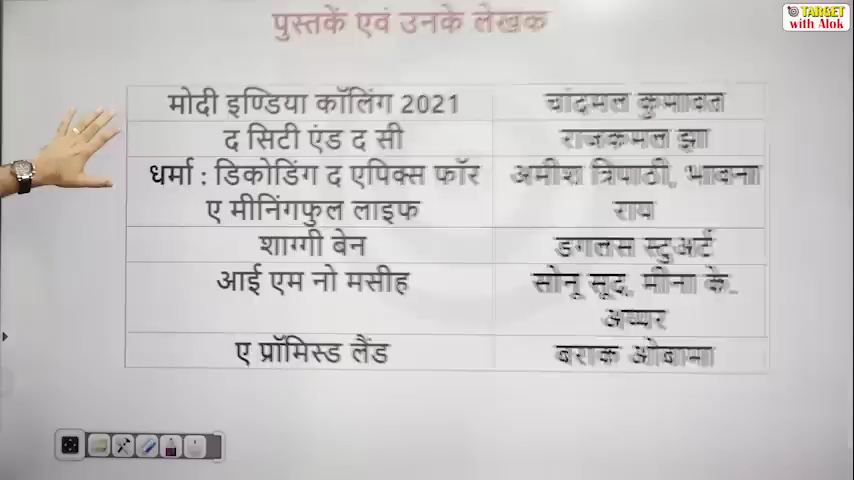 पुस्तकें एवं उनके लेखक
TARGET
with Alok
मोदी इण्डिया कॉलिंग 2021 चांदमल कुमावत
द सिटी एंड द सी राजकमल झा
धर्मा : डिकोडिंग द एपिक्स फॉर अमीश त्रिपाठी, भावना
ए मीनिंगफुल लाइफ राय
शाग्गी बेन डगलस स्टुअर्ट
आई एम नो मसीह सोनू सूद, मीना के.
अय्यर
ए प्रॉमिस्ड लैंड बराक ओबामा